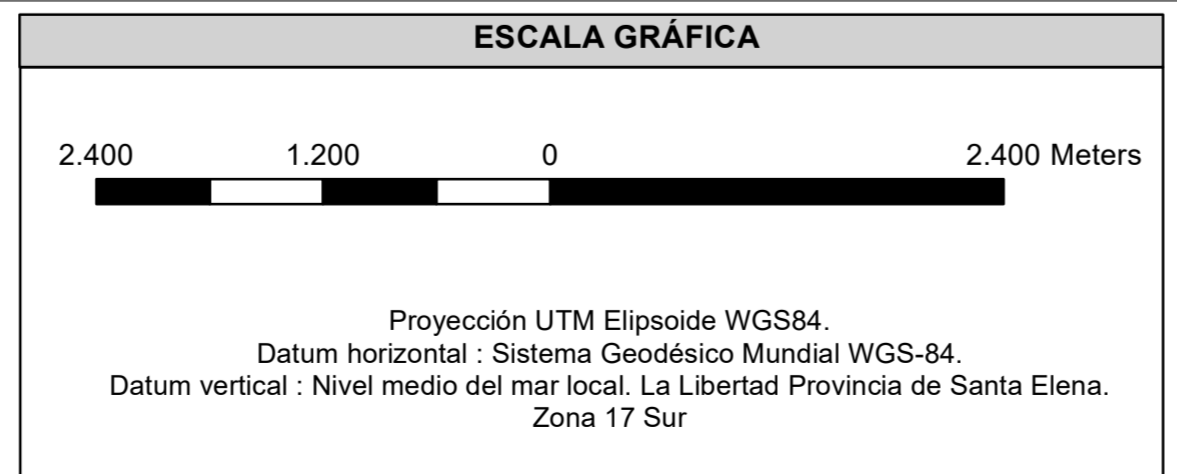 ESCALA GRÁFICA
2.400 1.200 0 2.400 Meters
Proyección UTM Elipsoide WGS84.
Datum horizontal : Sistema Geodésico Mundial WGS-84.
Datum vertical : Nivel medio del mar local. La Libertad Provincia de Santa Elena.
Zona 17 Sur